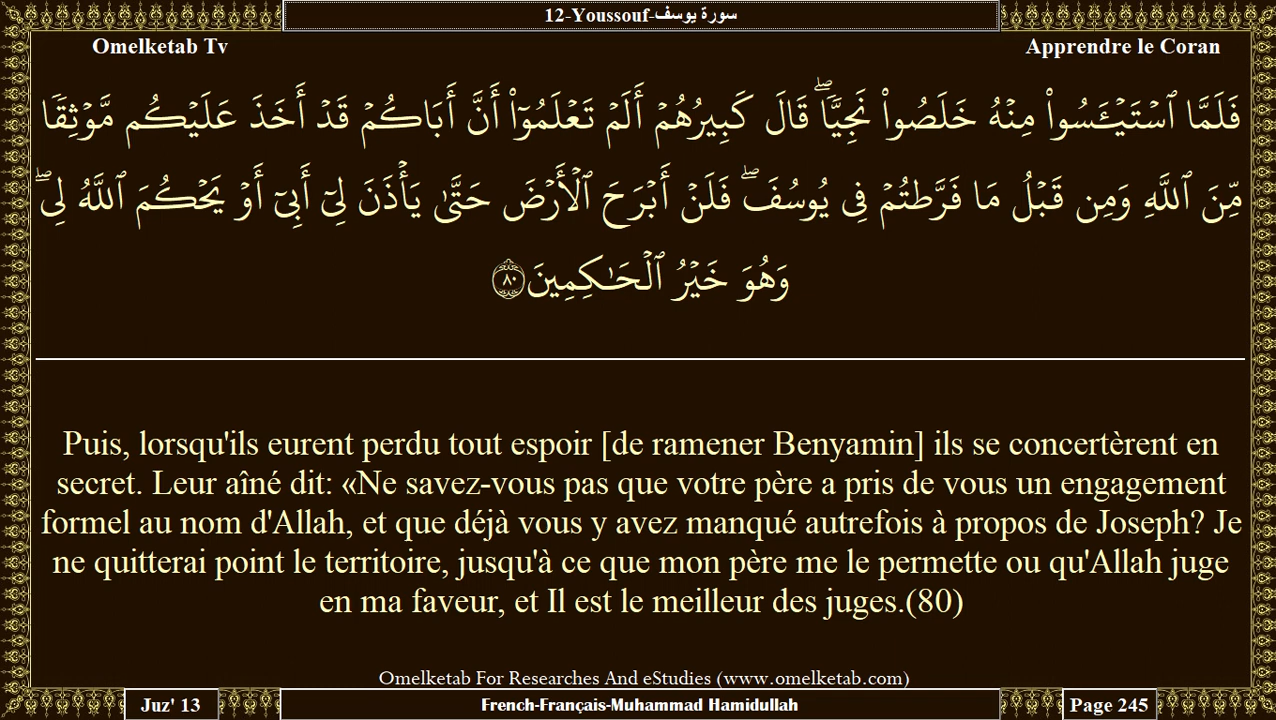 12-Youssouf-سورة يوسف
Omelketab Tv
Apprendre le Coran
فَلَمَّا ٱسۡتَيۡـَٔسُواْ مِنۡهُ خَلَصُواْ نَجِيّٗاۖ قَالَ كَبِيرُهُمۡ أَلَمۡ تَعۡلَمُوٓاْ أَنَّ أَبَاكُمۡ قَدۡ أَخَذَ عَلَيۡكُم مَّوۡثِقٗا
مِّنَ ٱللَّهِ وَمِن قَبۡلُ مَا فَرَّطتُمۡ فِي يُوسُفَۖ فَلَنۡ أَبۡرَحَ ٱلۡأَرۡضَ حَتَّىٰ يَأۡذَنَ لِيٓ أَبِيٓ أَوۡ يَحۡكُمَ ٱللَّهُ لِيۖ
وَهُوَ خَيۡرُ ٱلۡحَٰكِمِينَ ٨٠
Puis, lorsqu'ils eurent perdu tout espoir [de ramener Benyamin] ils se concertèrent en
secret. Leur aîné dit: «Ne savez-vous pas que votre père a pris de vous un engagement
formel au nom d'Allah, et que déjà vous y avez manqué autrefois à propos de Joseph? Je
ne quitterai point le territoire, jusqu'à ce que mon père me le permette ou qu'Allah juge
en ma faveur, et Il est le meilleur des juges.(80)
Omelketab For Researches And eStudies (www.omelketab.com)
Juz' 13
French-Français-Muhammad Hamidullah
Page 245